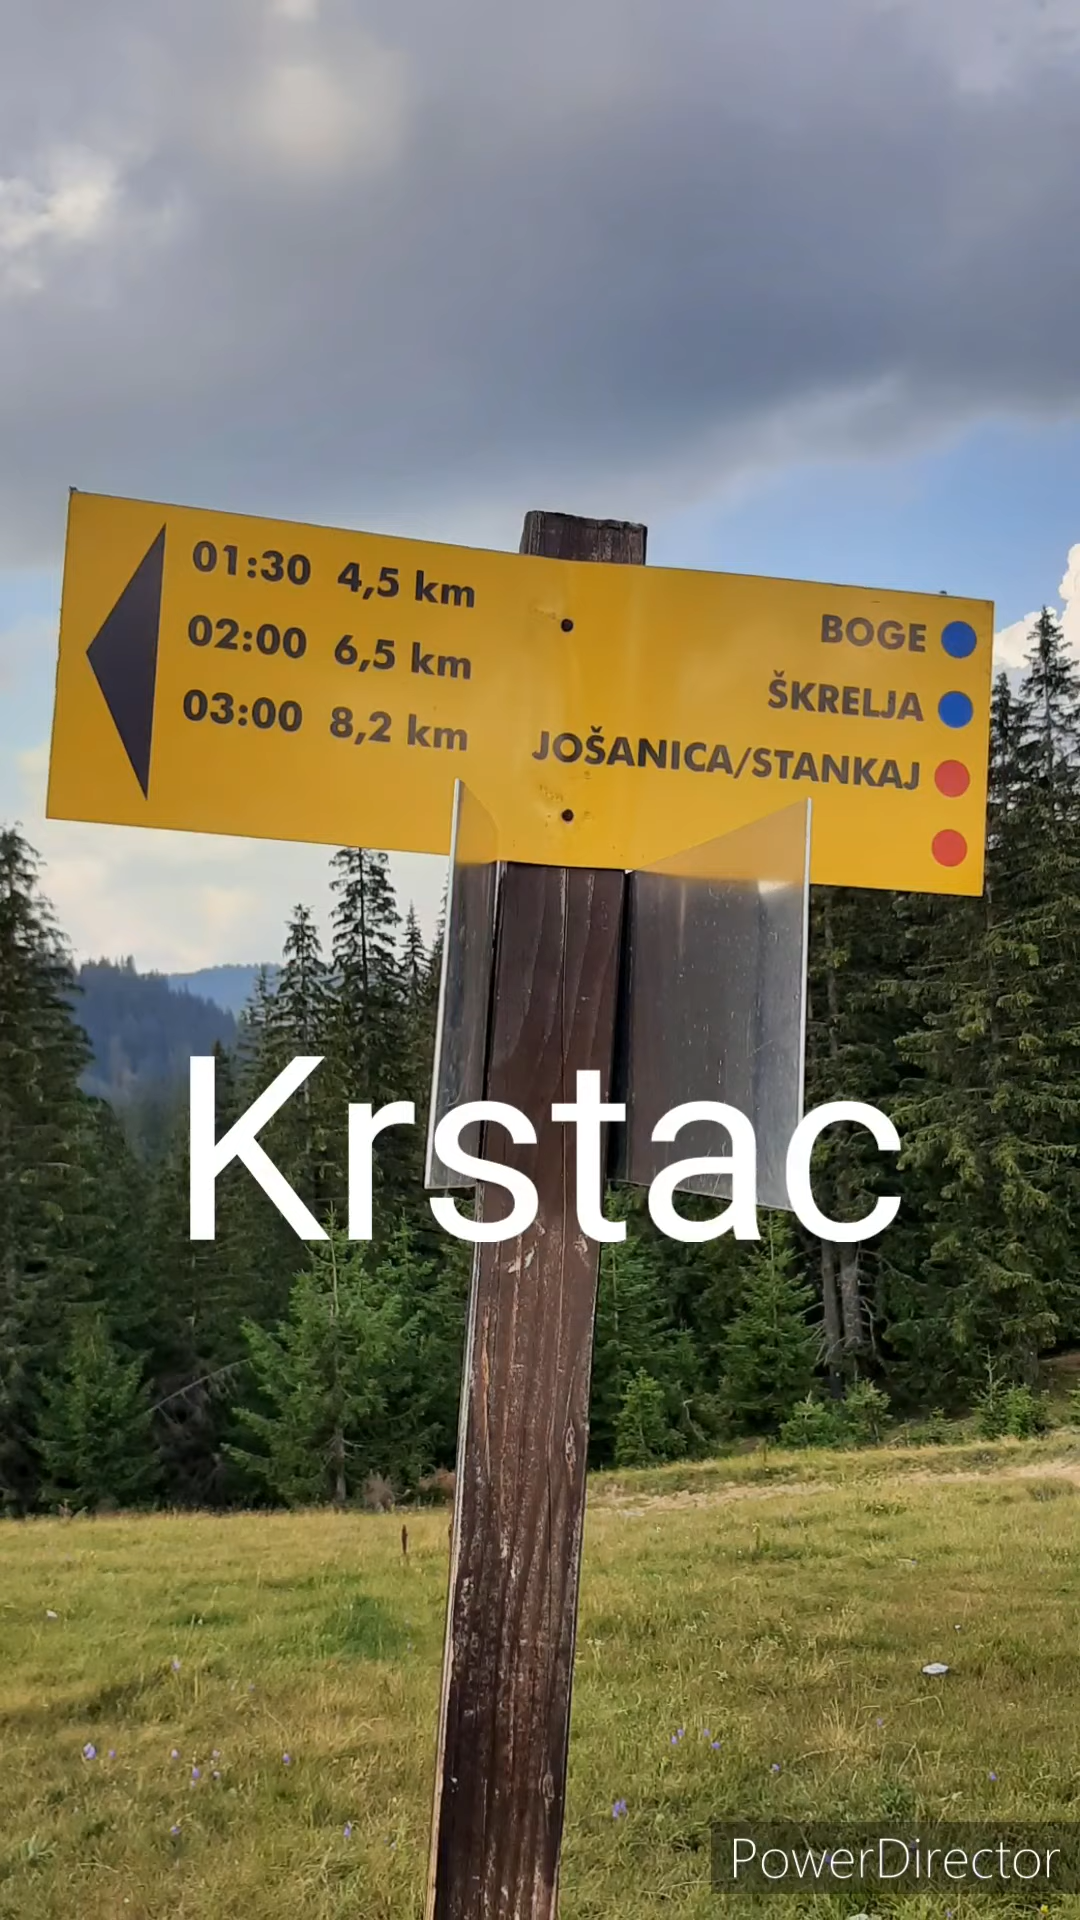 01:30 4,5 km BOGE
02:00 6,5 km ŠKRELJA
03:00 8,2 km JOŠANICA/STANKAJ
Krstac
PowerDirector